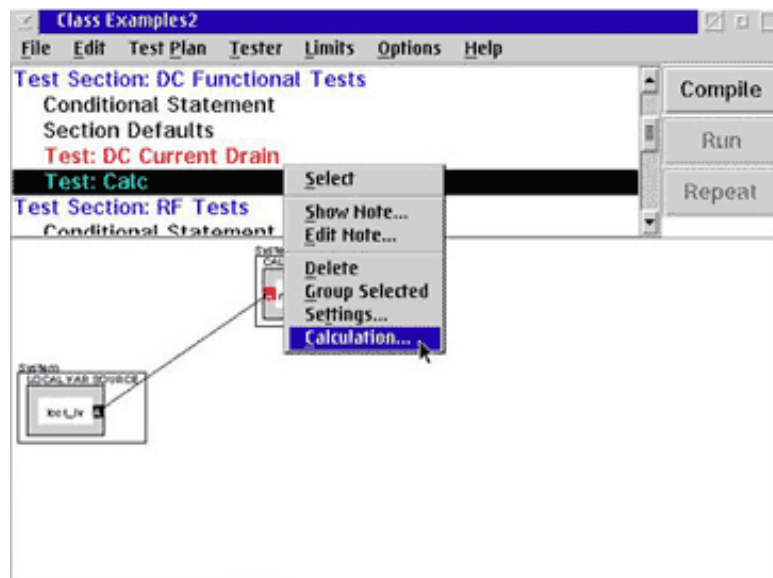 Class Examples2
File Edit Test Plan Tester Limits Options Help
Test Section: DC Functional Tests
Conditional Statement
Section Defaults
Test: DC Current Drain
Test: Calc
Test Section: RF Tests
Conditional Statement
Compile
Run
Repeat
Select
Show Note...
Edit Note...
Delete
Group Selected
Settings...
Calculation...
System
LOCAL VAR SOURCE